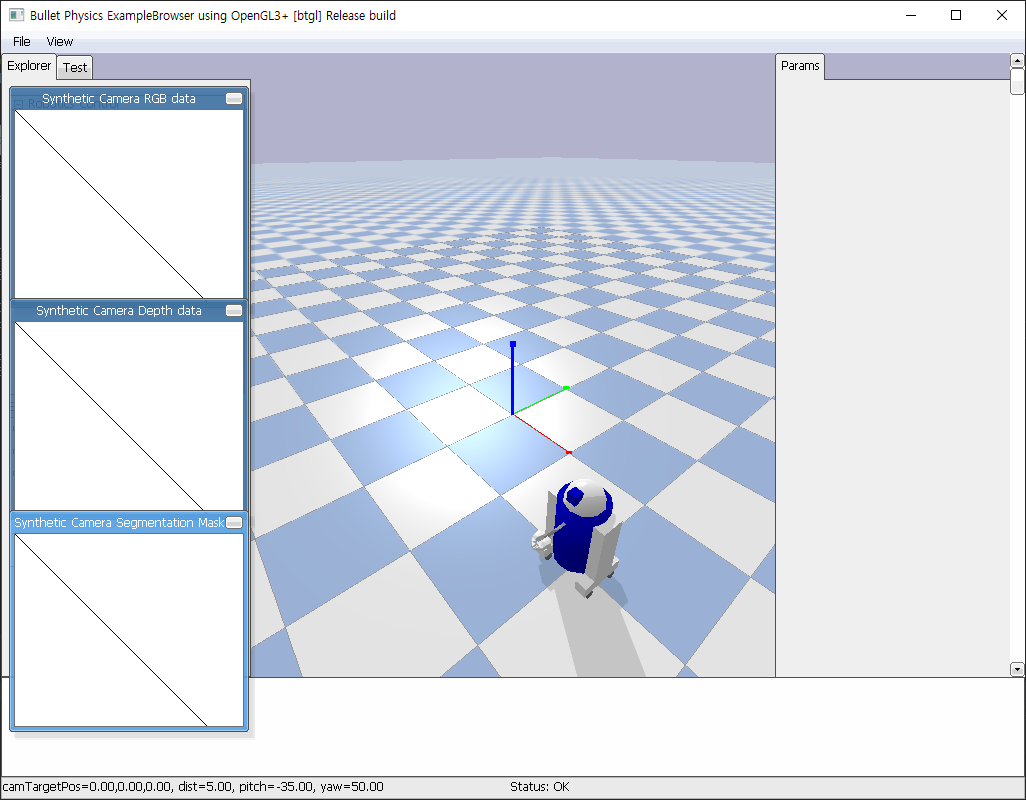 Bullet Physics ExampleBrowser using OpenGL3+ [btgl] Release build
File View
Explorer Test
Params
Synthetic Camera RGB data
Synthetic Camera Depth data
Synthetic Camera Segmentation Mask
camTargetPos=0.00,0.00,0.00, dist=5.00, pitch=-35.00, yaw=50.00
Status: OK